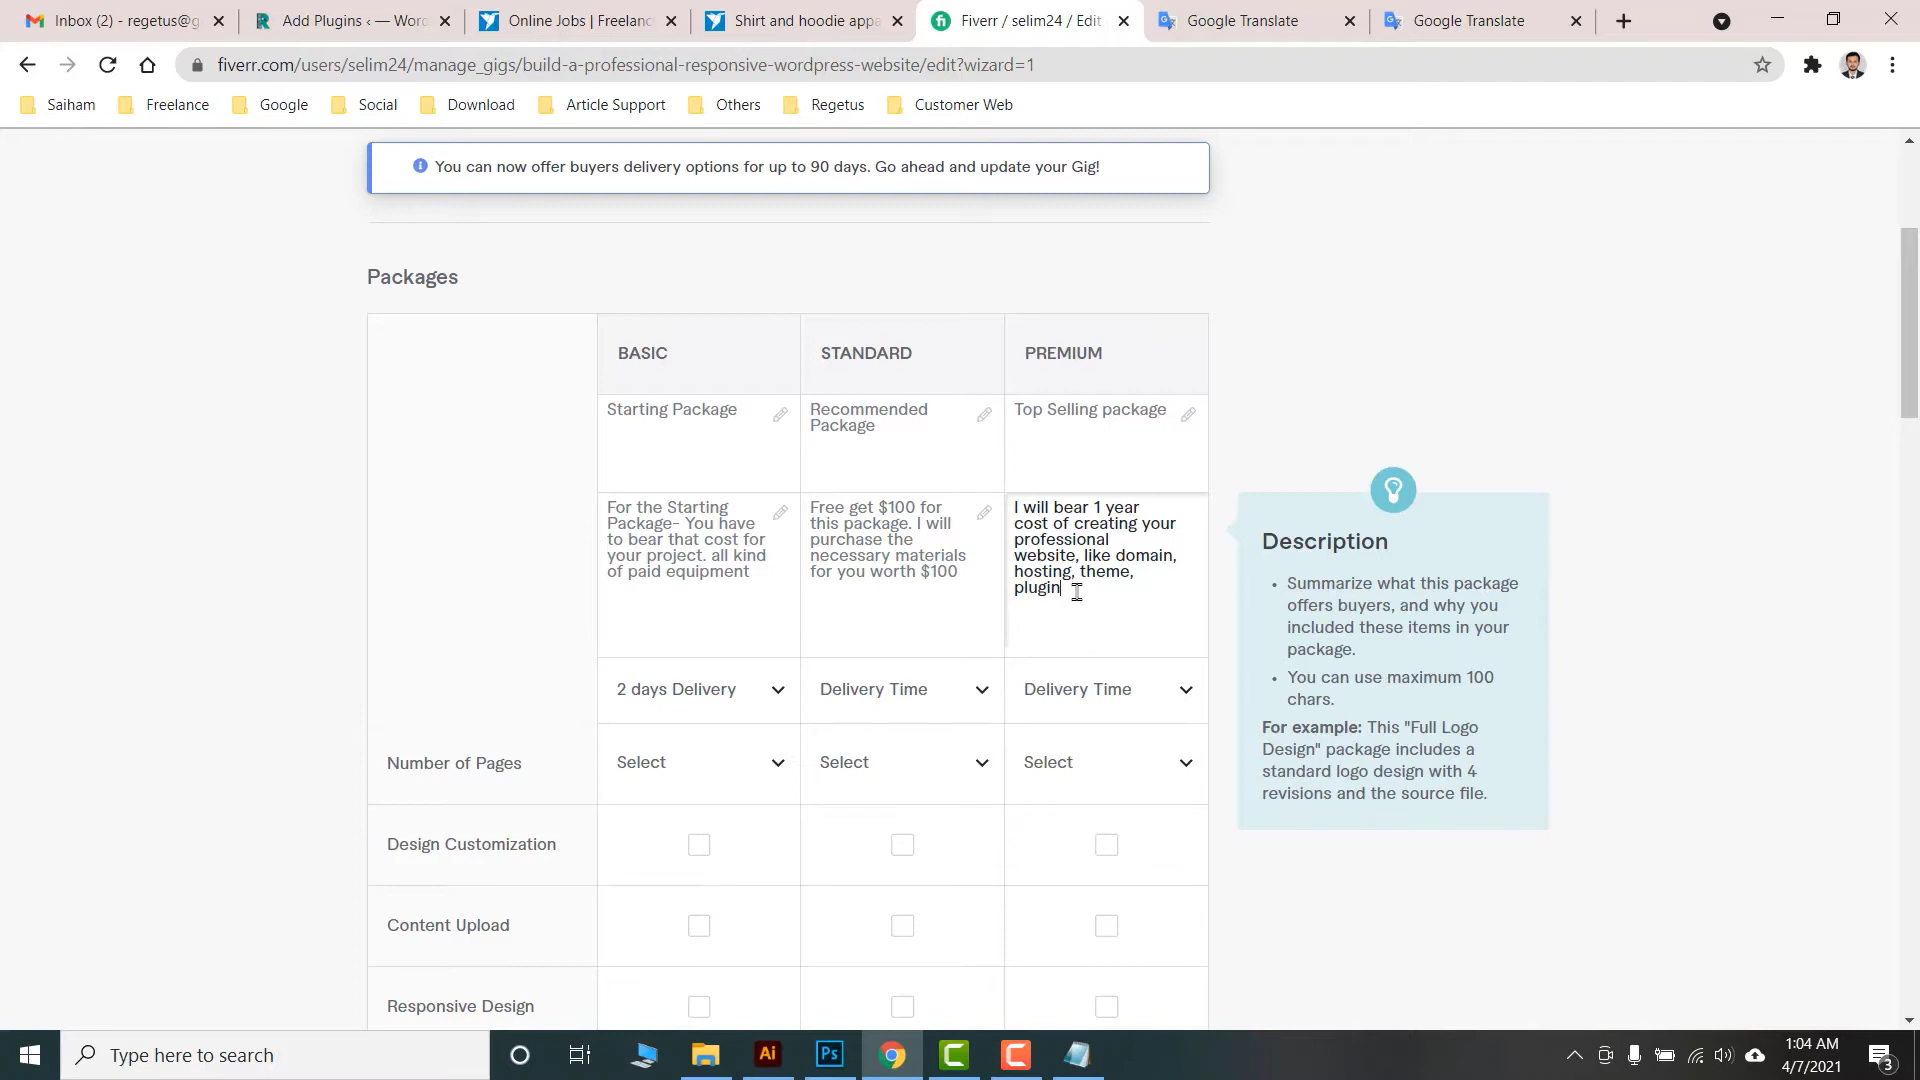 Inbox (2) - regetus@g
Add Plugins ‹ — Wor
Online Jobs | Freelanc
Shirt and hoodie appa
Fiverr / selim24 / Edit
Google Translate
Google Translate
fiverr.com/users/selim24/manage_gigs/build-a-professional-responsive-wordpress-website/edit?wizard=1
Saiham
Freelance
Google
Social
Download
Article Support
Others
Regetus
Customer Web
You can now offer buyers delivery options for up to 90 days. Go ahead and update your Gig!
Packages
BASIC
STANDARD
PREMIUM
Starting Package
Recommended
Package
Top Selling package
For the Starting
Package- You have
to bear that cost for
your project. all kind
of paid equipment
Free get $100 for
this package. I will
purchase the
necessary materials
for you worth $100
I will bear 1 year
cost of creating your
professional
website, like domain,
hosting, theme,
plugin
Description
• Summarize what this package
offers buyers, and why you
included these items in your
package.
• You can use maximum 100
chars.
For example: This "Full Logo
Design" package includes a
standard logo design with 4
revisions and the source file.
2 days Delivery
Delivery Time
Delivery Time
Number of Pages
Select
Select
Select
Design Customization
Content Upload
Responsive Design
Type here to search
Ai
Ps
1:04 AM
4/7/2021
3